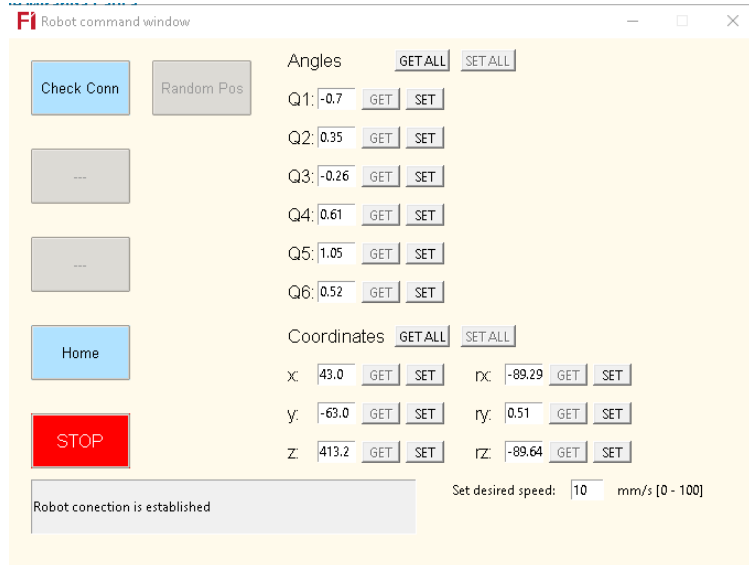 Fi Robot command window
Angles GET ALL SET ALL
Check Conn Random Pos
Q1: -0.7 GET SET
Q2: 0.35 GET SET
--- Q3: -0.26 GET SET
Q4: 0.61 GET SET
--- Q5: 1.05 GET SET
Q6: 0.52 GET SET
Coordinates GET ALL SET ALL
Home
x: 43.0 GET SET rx: -89.29 GET SET
y: -63.0 GET SET ry: 0.51 GET SET
STOP
z: 413.2 GET SET rz: -89.64 GET SET
Set desired speed: 10 mm/s [0 - 100]
Robot conection is established